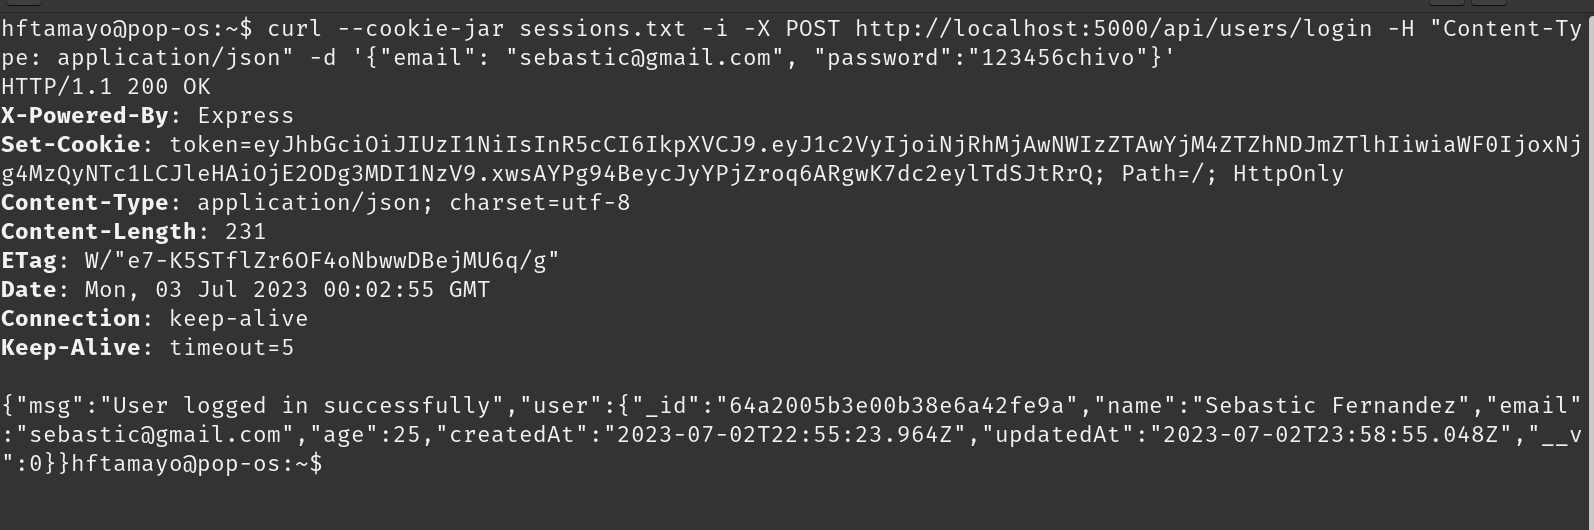 hftamayo@pop-os:~$ curl --cookie-jar sessions.txt -i -X POST http://localhost:5000/api/users/login -H "Content-Ty
pe: application/json" -d '{"email": "sebastic@gmail.com", "password":"123456chivo"}'
HTTP/1.1 200 OK
X-Powered-By: Express
Set-Cookie: token=eyJhbGciOiJIUzI1NiIsInR5cCI6IkpXVCJ9.eyJ1c2VyIjoiNjRhMjAwNWIzZTAwYjM4ZTZhNDJmZTlhIiwiaWF0IjoxNj
g4MzQyNTc1LCJleHAiOjE2ODg3MDI1NzV9.xwsAYPg94BeycJyYPjZroq6ARgwK7dc2eylTdSJtRrQ; Path=/; HttpOnly
Content-Type: application/json; charset=utf-8
Content-Length: 231
ETag: W/"e7-K5STflZr6OF4oNbwwDBejMU6q/g"
Date: Mon, 03 Jul 2023 00:02:55 GMT
Connection: keep-alive
Keep-Alive: timeout=5
{"msg":"User logged in successfully","user":{"_id":"64a2005b3e00b38e6a42fe9a","name":"Sebastic Fernandez","email"
:"sebastic@gmail.com","age":25,"createdAt":"2023-07-02T22:55:23.964Z","updatedAt":"2023-07-02T23:58:55.048Z","__v
":0}}hftamayo@pop-os:~$